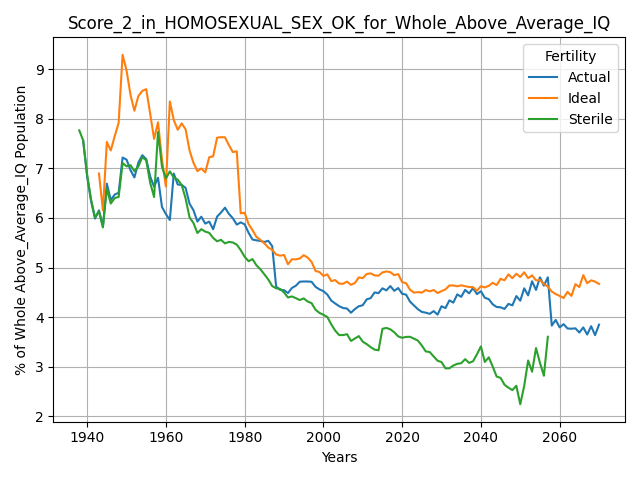 Score_2_in_HOMOSEXUAL_SEX_OK_for_Whole_Above_Average_IQ
% of Whole Above_Average_IQ Population
9
8
7
6
5
4
3
2
Fertility
Actual
Ideal
Sterile
1940 1960 1980 2000 2020 2040 2060
Years